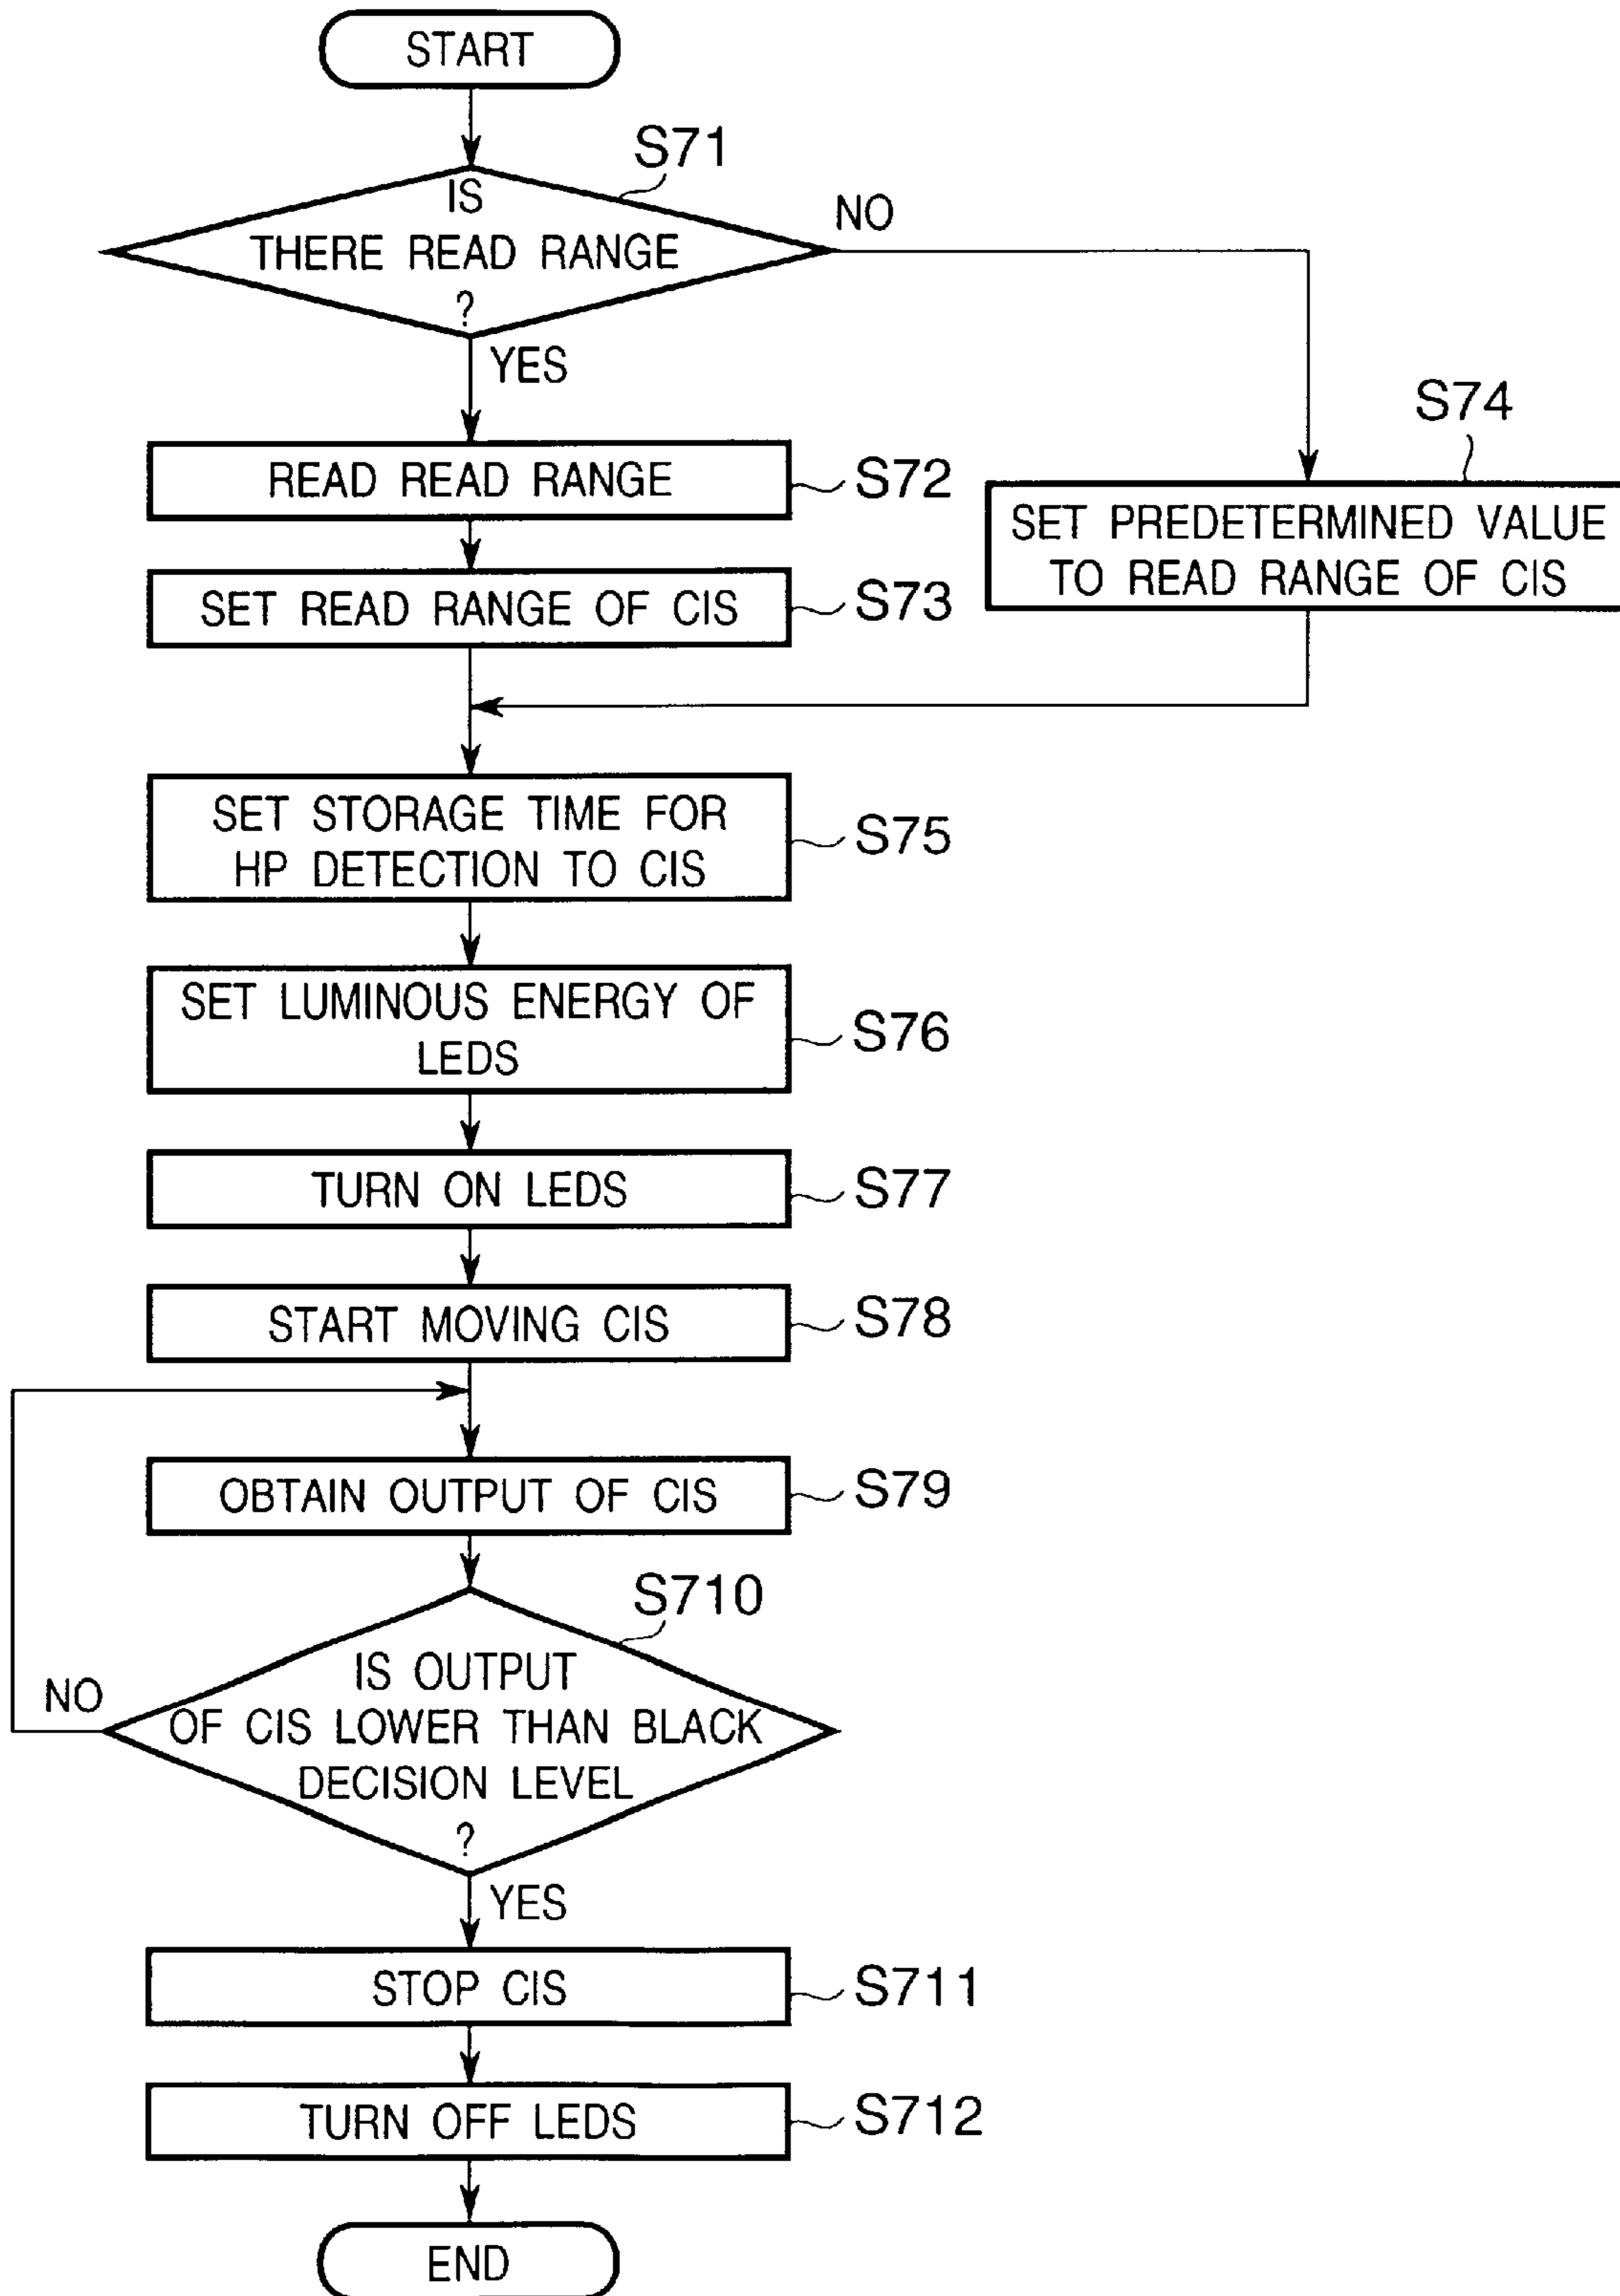 START
S71
IS
THERE READ RANGE
?
NO
YES
READ READ RANGE
S72
S74
SET PREDETERMINED VALUE
TO READ RANGE OF CIS
SET READ RANGE OF CIS
S73
SET STORAGE TIME FOR
HP DETECTION TO CIS
S75
SET LUMINOUS ENERGY OF
LEDS
S76
TURN ON LEDS
S77
START MOVING CIS
S78
OBTAIN OUTPUT OF CIS
S79
S710
IS OUTPUT
OF CIS LOWER THAN BLACK
DECISION LEVEL
?
NO
YES
STOP CIS
S711
TURN OFF LEDS
S712
END